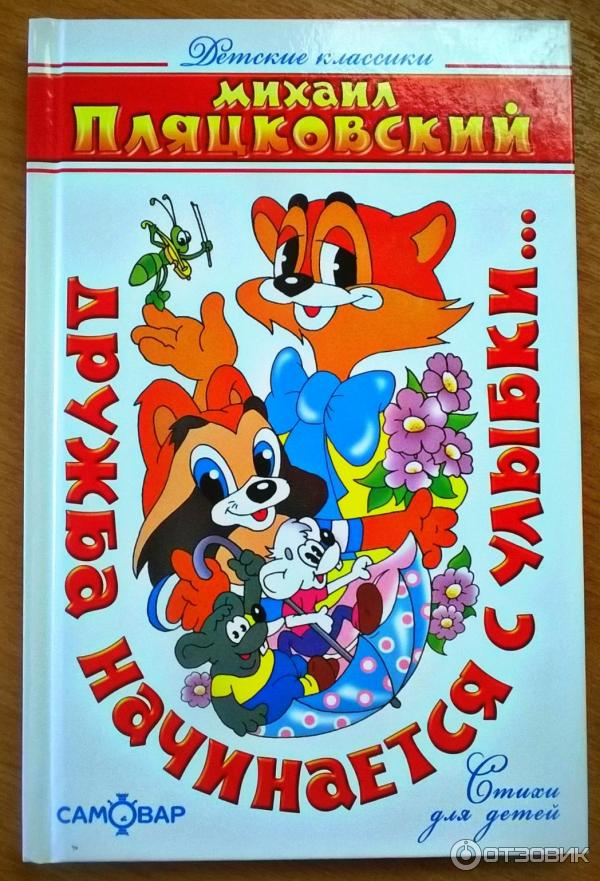 Детские классики
Михаил
Пляцковский
Дружба начинается с улыбки...
Стихи
для детей
САМОВАР
ОТЗОВИК